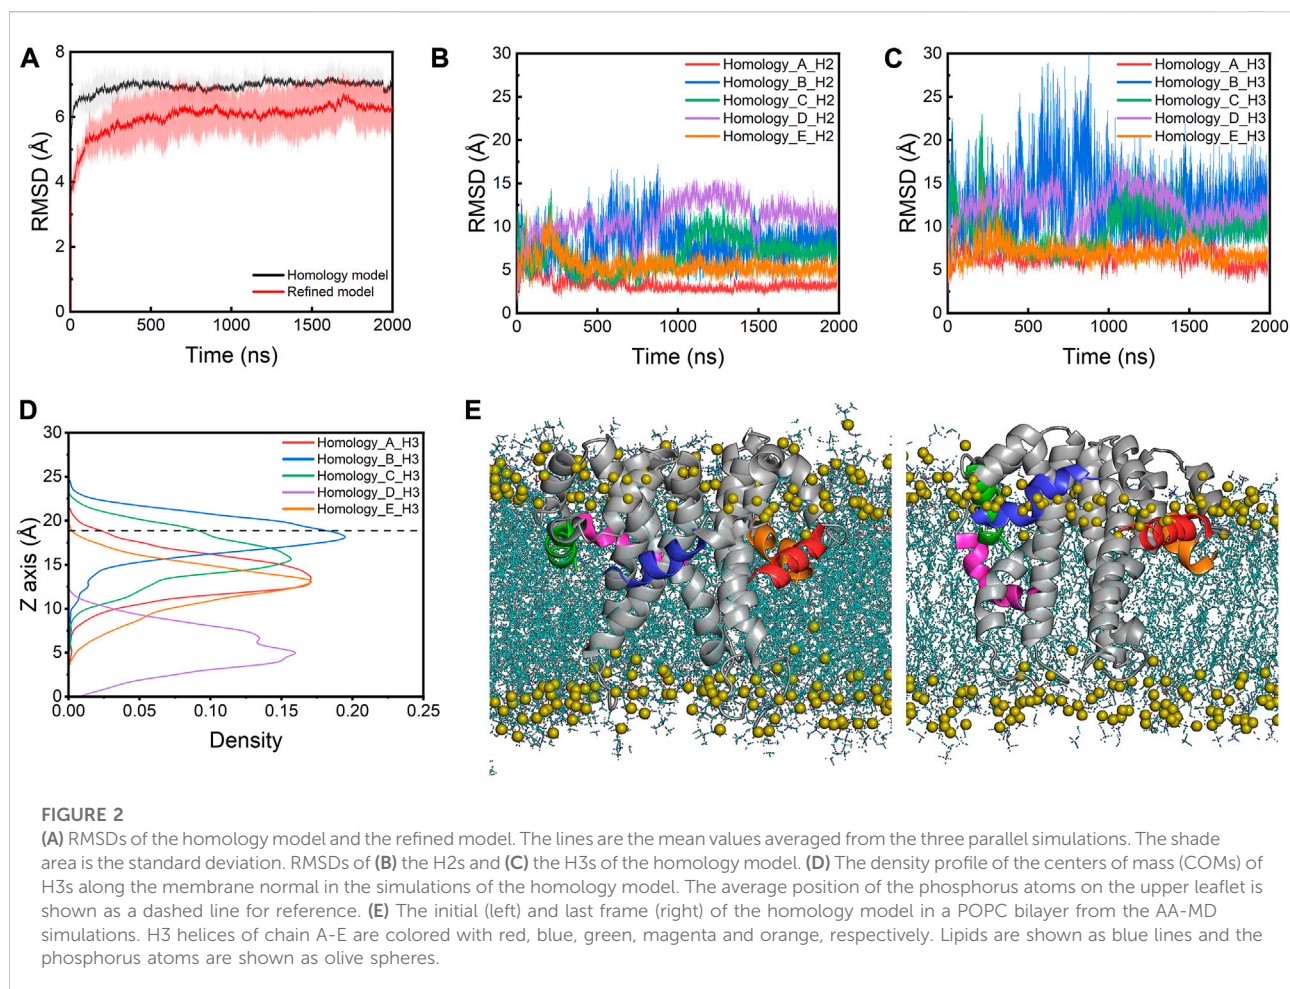 A
8
6
4
2
0
RMSD (Å)
Homology model
Refined model
0 500 1000 1500 2000
Time (ns)
B
30
25
20
15
10
5
0
RMSD (Å)
Homology_A_H2
Homology_B_H2
Homology_C_H2
Homology_D_H2
Homology_E_H2
0 500 1000 1500 2000
Time (ns)
C
30
25
20
15
10
5
0
RMSD (Å)
Homology_A_H3
Homology_B_H3
Homology_C_H3
Homology_D_H3
Homology_E_H3
0 500 1000 1500 2000
Time (ns)
D
30
25
20
15
10
5
0
Z axis (Å)
Homology_A_H3
Homology_B_H3
Homology_C_H3
Homology_D_H3
Homology_E_H3
0.00 0.05 0.10 0.15 0.20 0.25
Density
E
FIGURE 2
(A) RMSDs of the homology model and the refined model. The lines are the mean values averaged from the three parallel simulations. The shade
area is the standard deviation. RMSDs of (B) the H2s and (C) the H3s of the homology model. (D) The density profile of the centers of mass (COMs) of
H3s along the membrane normal in the simulations of the homology model. The average position of the phosphorus atoms on the upper leaflet is
shown as a dashed line for reference. (E) The initial (left) and last frame (right) of the homology model in a POPC bilayer from the AA-MD
simulations. H3 helices of chain A-E are colored with red, blue, green, magenta and orange, respectively. Lipids are shown as blue lines and the
phosphorus atoms are shown as olive spheres.